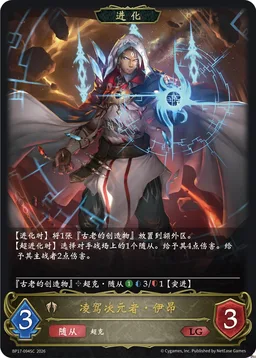 进化
【进化时】将1张『古老的创造物』放置到额外区。
【超进化时】选择对手战场上的1个随从。给予其4点伤害。给
予其主战者2点伤害。
『古老的创造物』◇超克・随从 1 3/1【突进】
凌驾次元者・伊昂
3
随从
超克
LG
3
BP17-094SC 2026
© Cygames, Inc. Published by NetEase Games